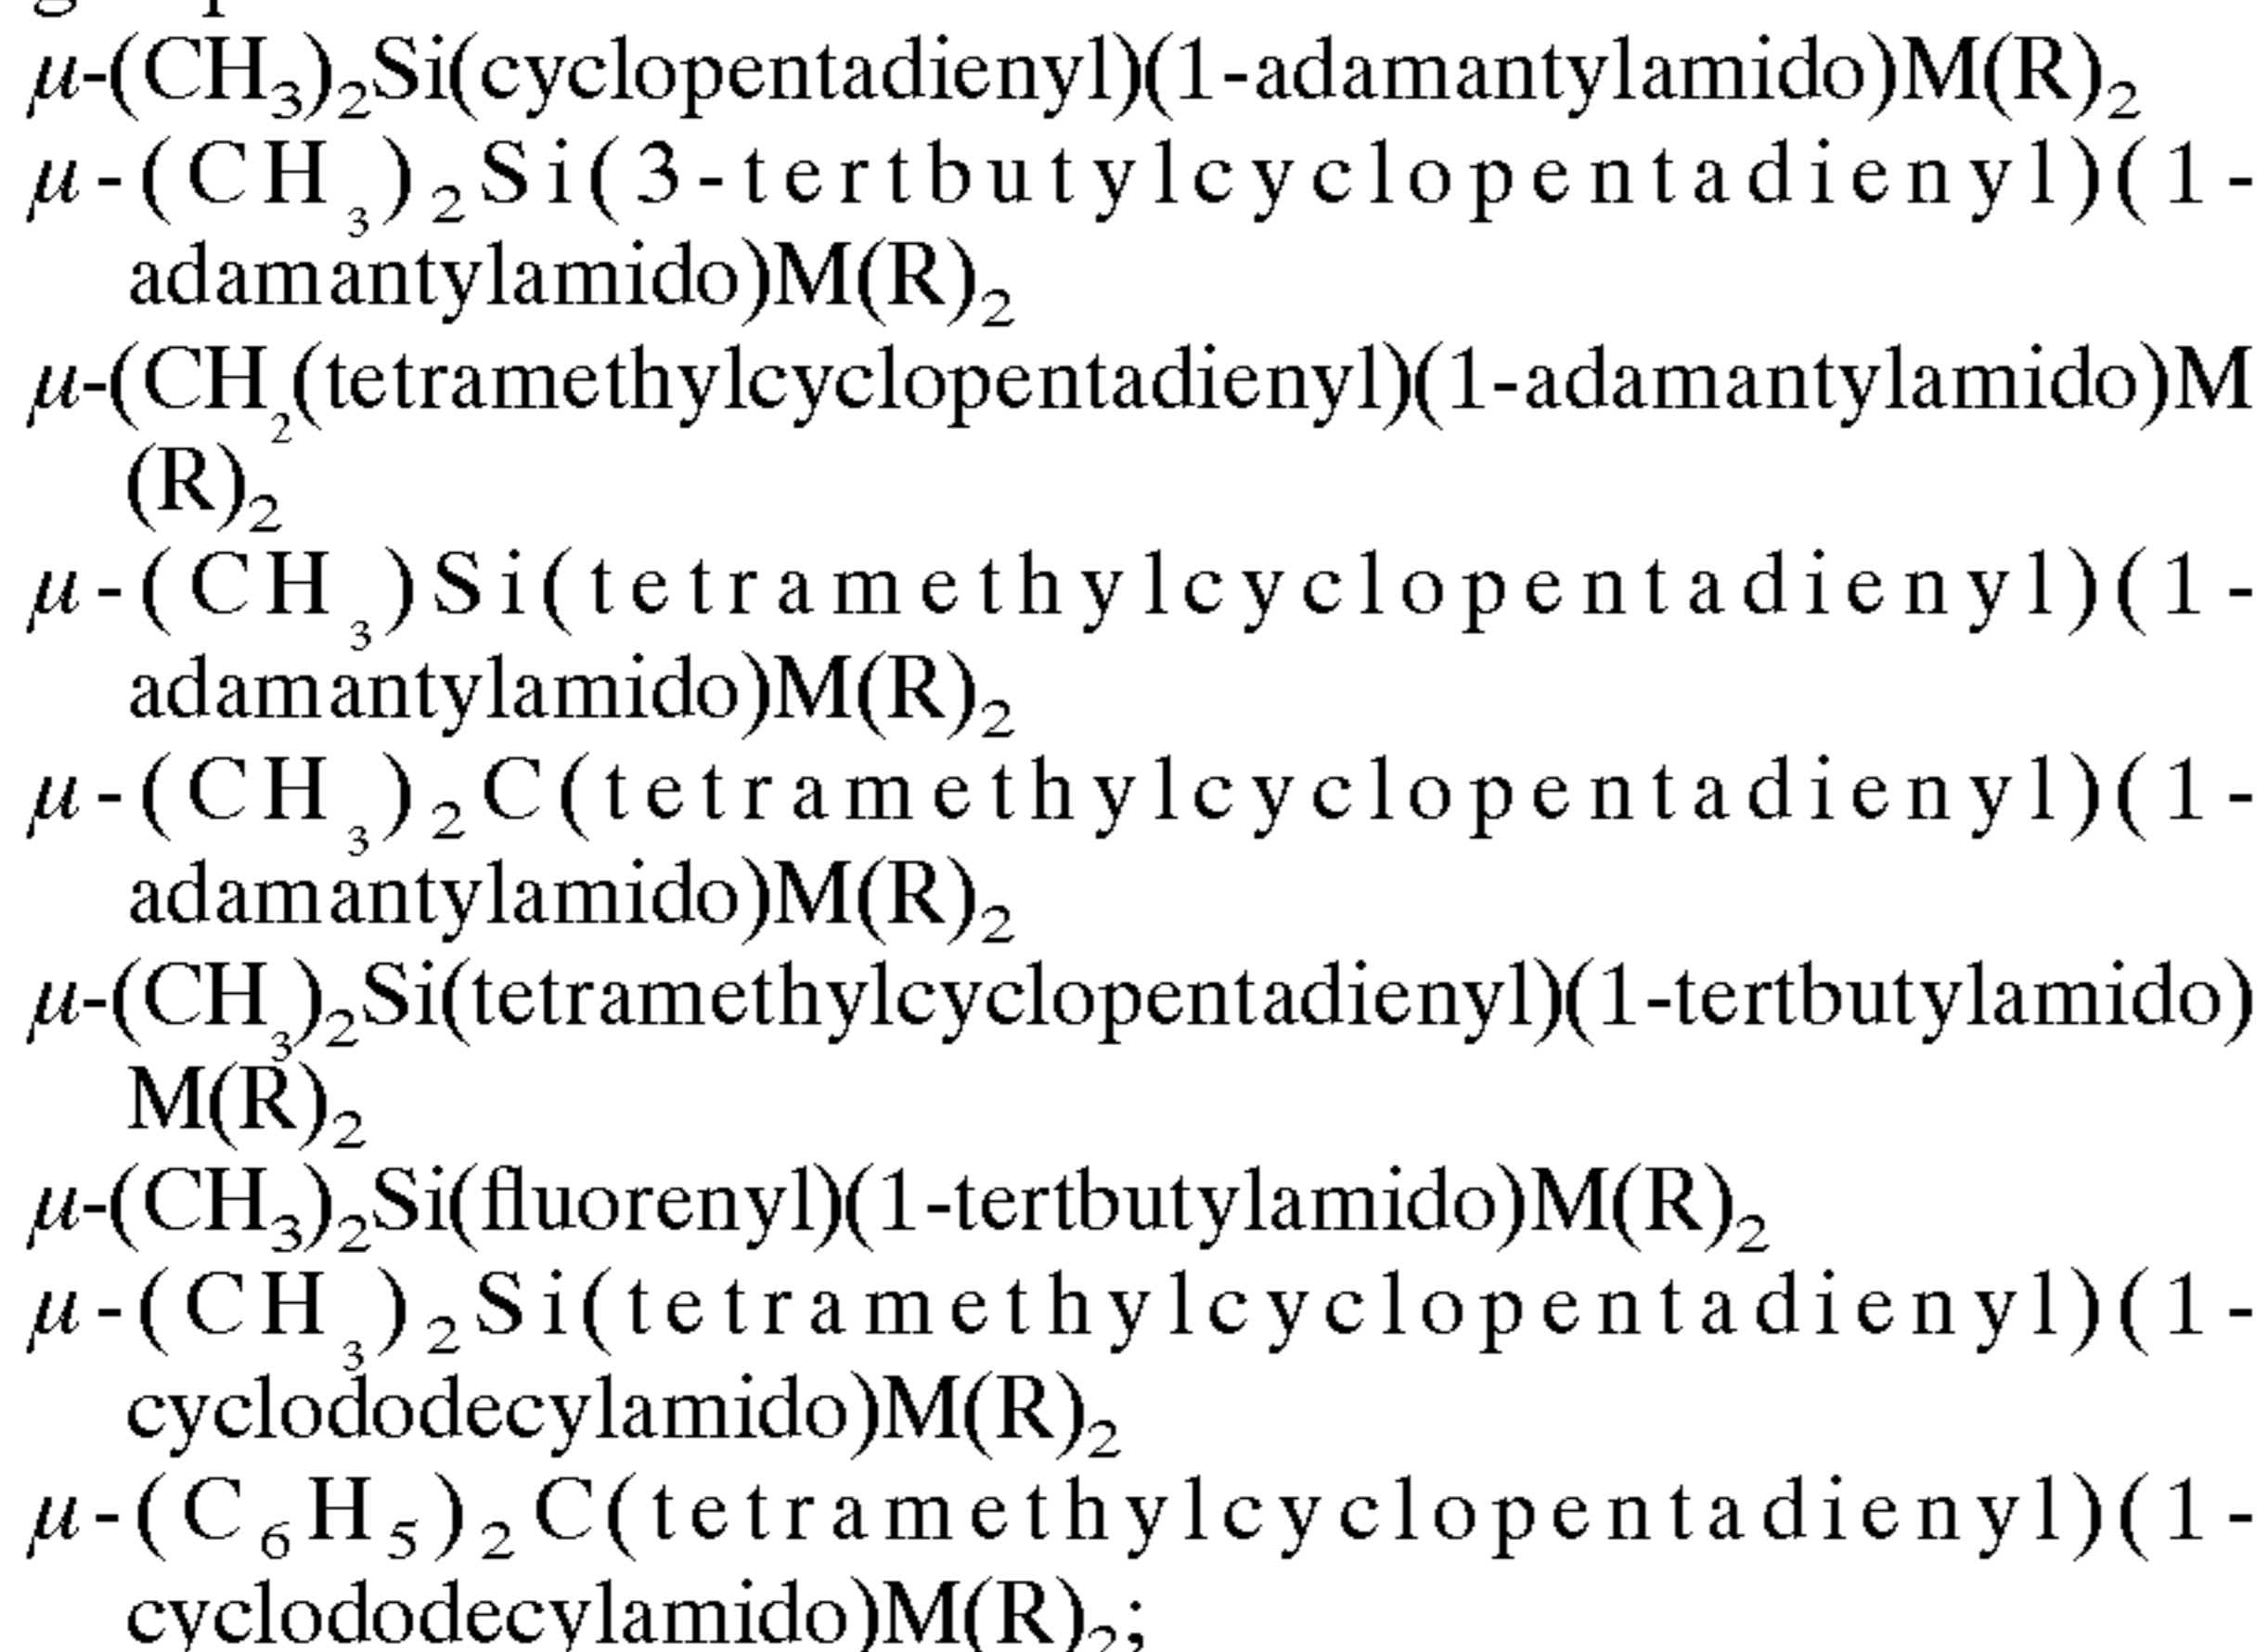 μ-(CH₃)₂Si(cyclopentadienyl)(1-adamantylamido)M(R)₂
μ-(CH₃)₂Si(3-tertbutylcyclopentadienyl)(1-
adamantylamido)M(R)₂
μ-(CH₂(tetramethylcyclopentadienyl)(1-adamantylamido)M
(R)₂
μ-(CH₃)Si(tetramethylcyclopentadienyl)(1-
adamantylamido)M(R)₂
μ-(CH₃)₂C(tetramethylcyclopentadienyl)(1-
adamantylamido)M(R)₂
μ-(CH₃)₂Si(tetramethylcyclopentadienyl)(1-tertbutylamido)
M(R)₂
μ-(CH₃)₂Si(fluorenyl)(1-tertbutylamido)M(R)₂
μ-(CH₃)₂Si(tetramethylcyclopentadienyl)(1-
cyclododecylamido)M(R)₂
μ-(C₆H₅)₂C(tetramethylcyclopentadienyl)(1-
cyclododecylamido)M(R)₂;